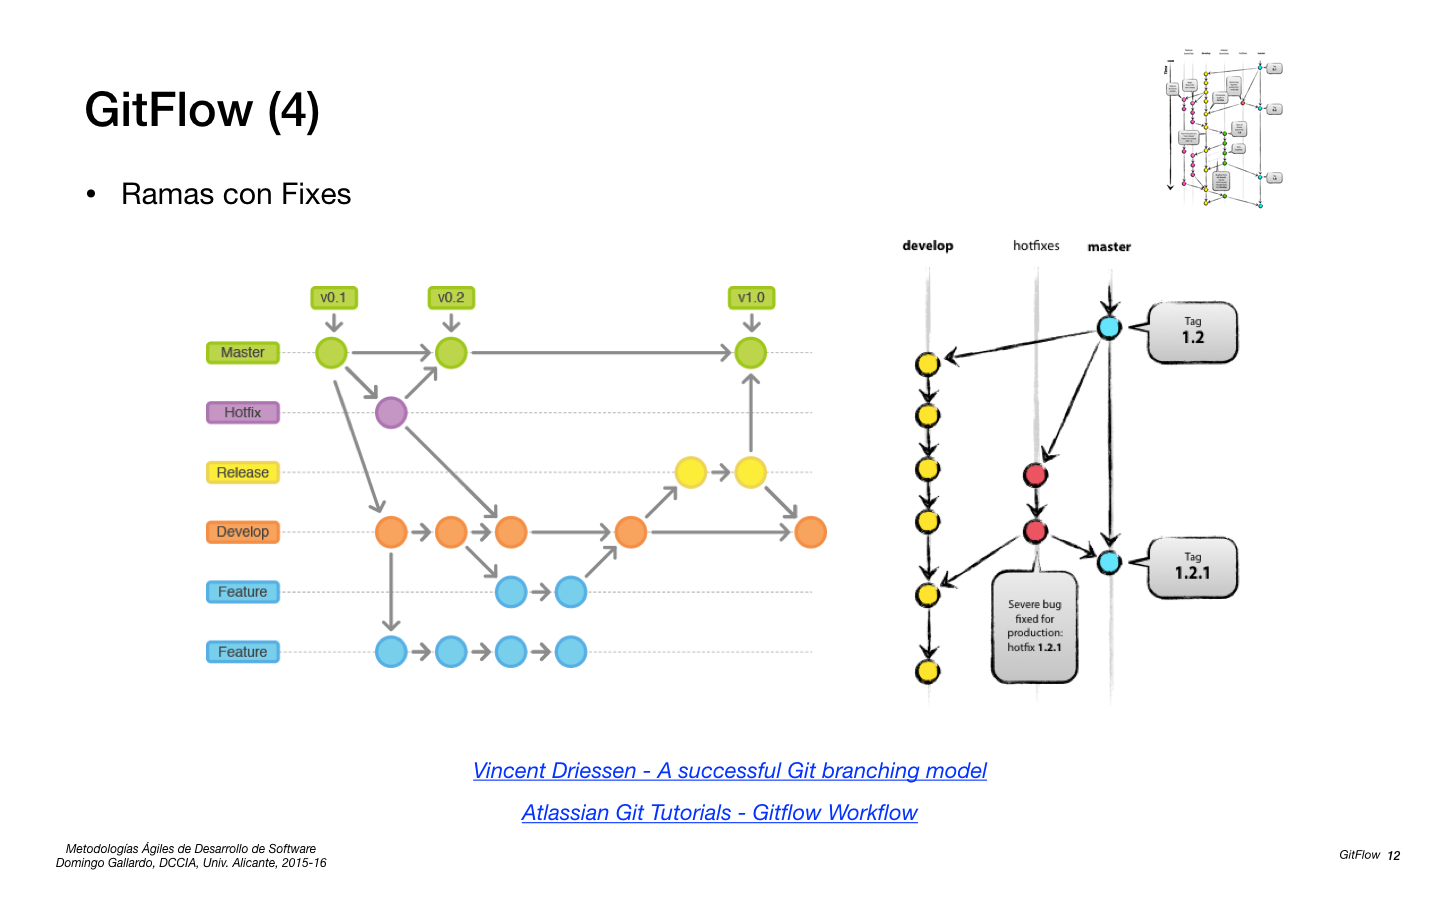 GitFlow (4)
• Ramas con Fixes
v0.1
v0.2
v1.0
Master
Hotfix
Release
Develop
Feature
Feature
develop
hotfixes
master
Tag
1.2
Tag
1.2.1
Severe bug
fixed for
production:
hotfix 1.2.1
Vincent Driessen - A successful Git branching model
Atlassian Git Tutorials - Gitflow Workflow
Metodologías Ágiles de Desarrollo de Software
Domingo Gallardo, DCCIA, Univ. Alicante, 2015-16
GitFlow 12